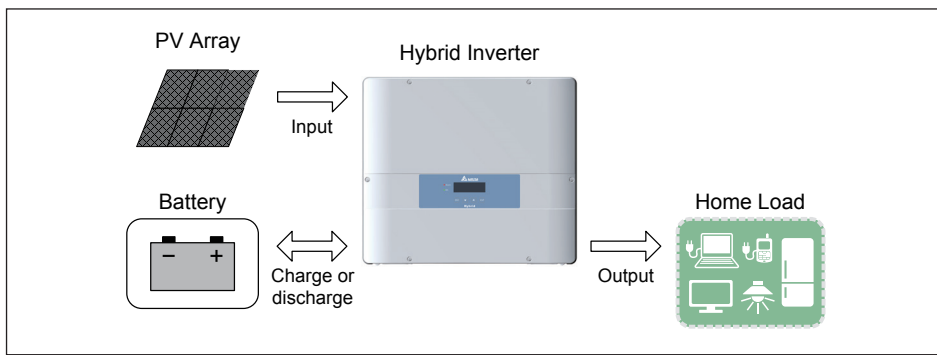 PV Array
Hybrid Inverter
Input
Battery
Home Load
− +
Charge or
discharge
Output